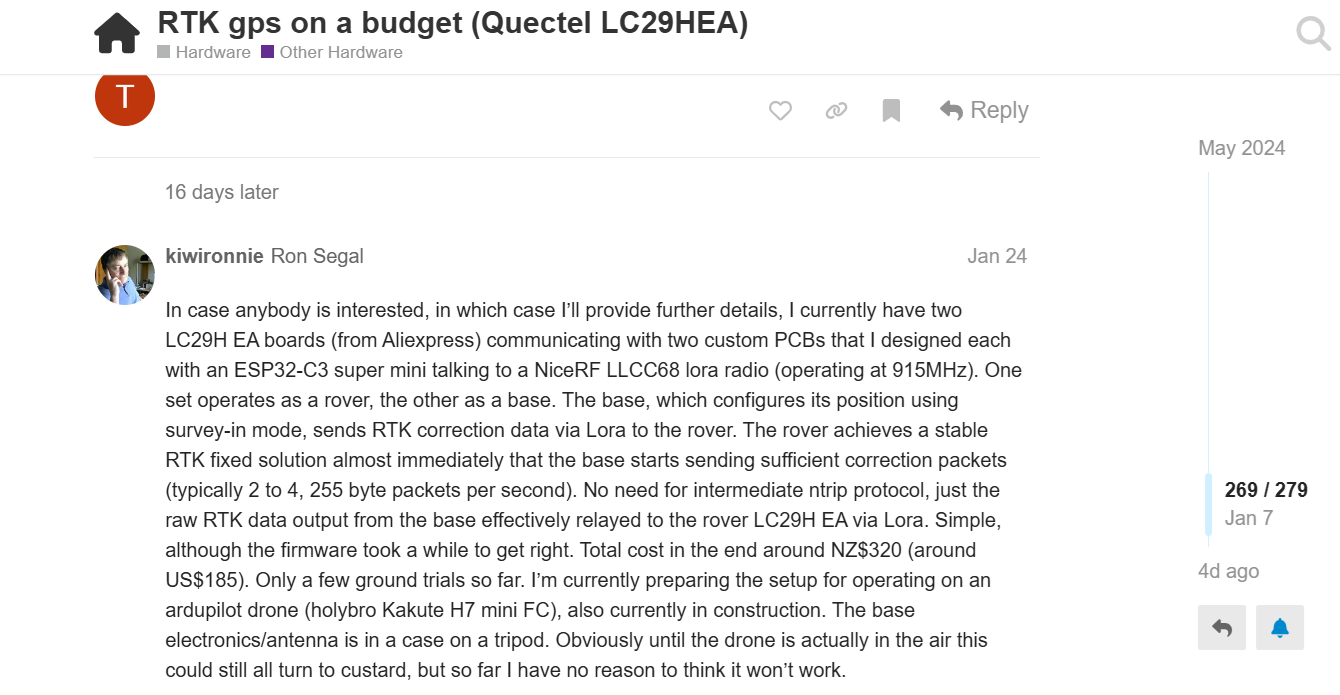 RTK gps on a budget (Quectel LC29HEA)
Hardware Other Hardware
T
Reply
May 2024
16 days later
kiwironnie Ron Segal
Jan 24
In case anybody is interested, in which case I’ll provide further details, I currently have two
LC29H EA boards (from Aliexpress) communicating with two custom PCBs that I designed each
with an ESP32-C3 super mini talking to a NiceRF LLCC68 lora radio (operating at 915MHz). One
set operates as a rover, the other as a base. The base, which configures its position using
survey-in mode, sends RTK correction data via Lora to the rover. The rover achieves a stable
RTK fixed solution almost immediately that the base starts sending sufficient correction packets
(typically 2 to 4, 255 byte packets per second). No need for intermediate ntrip protocol, just the
raw RTK data output from the base effectively relayed to the rover LC29H EA via Lora. Simple,
although the firmware took a while to get right. Total cost in the end around NZ$320 (around
US$185). Only a few ground trials so far. I’m currently preparing the setup for operating on an
ardupilot drone (holybro Kakute H7 mini FC), also currently in construction. The base
electronics/antenna is in a case on a tripod. Obviously until the drone is actually in the air this
could still all turn to custard, but so far I have no reason to think it won’t work.
269 / 279
Jan 7
4d ago